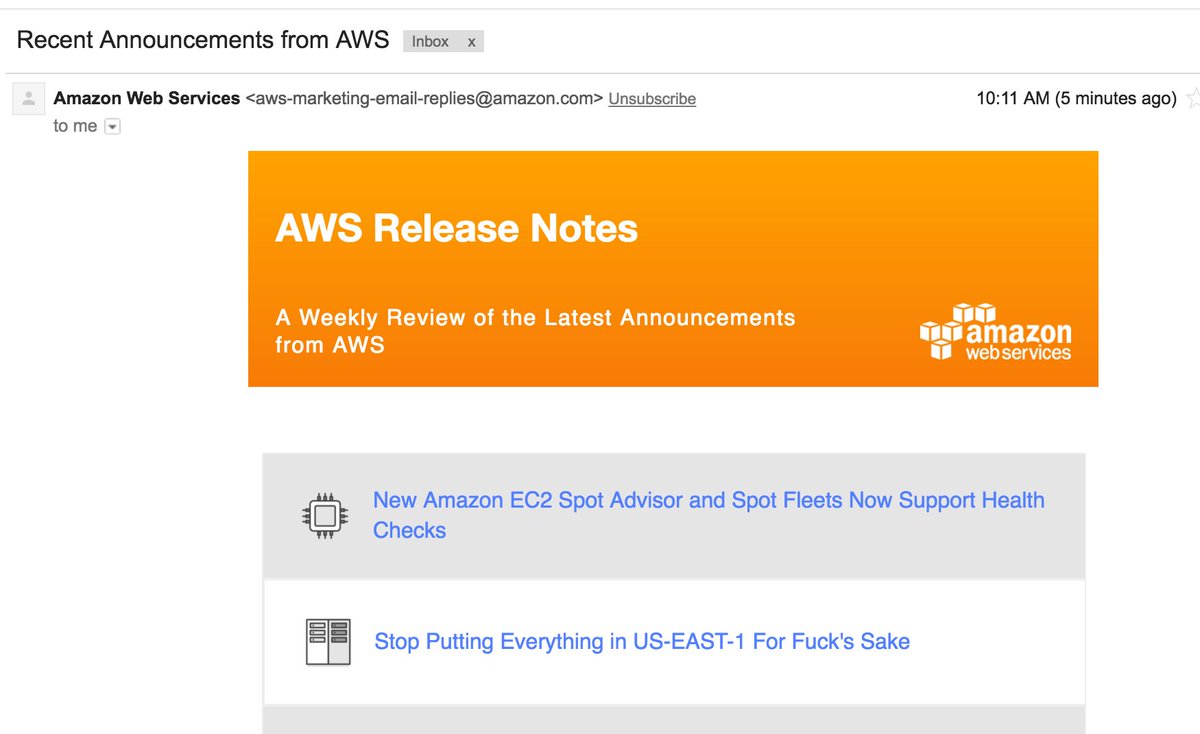 Recent Announcements from AWS Inbox x
Amazon Web Services <aws-marketing-email-replies@amazon.com> Unsubscribe 10:11 AM (5 minutes ago)
to me
AWS Release Notes
A Weekly Review of the Latest Announcements
from AWS
amazon
webservices
New Amazon EC2 Spot Advisor and Spot Fleets Now Support Health
Checks
Stop Putting Everything in US-EAST-1 For Fuck's Sake